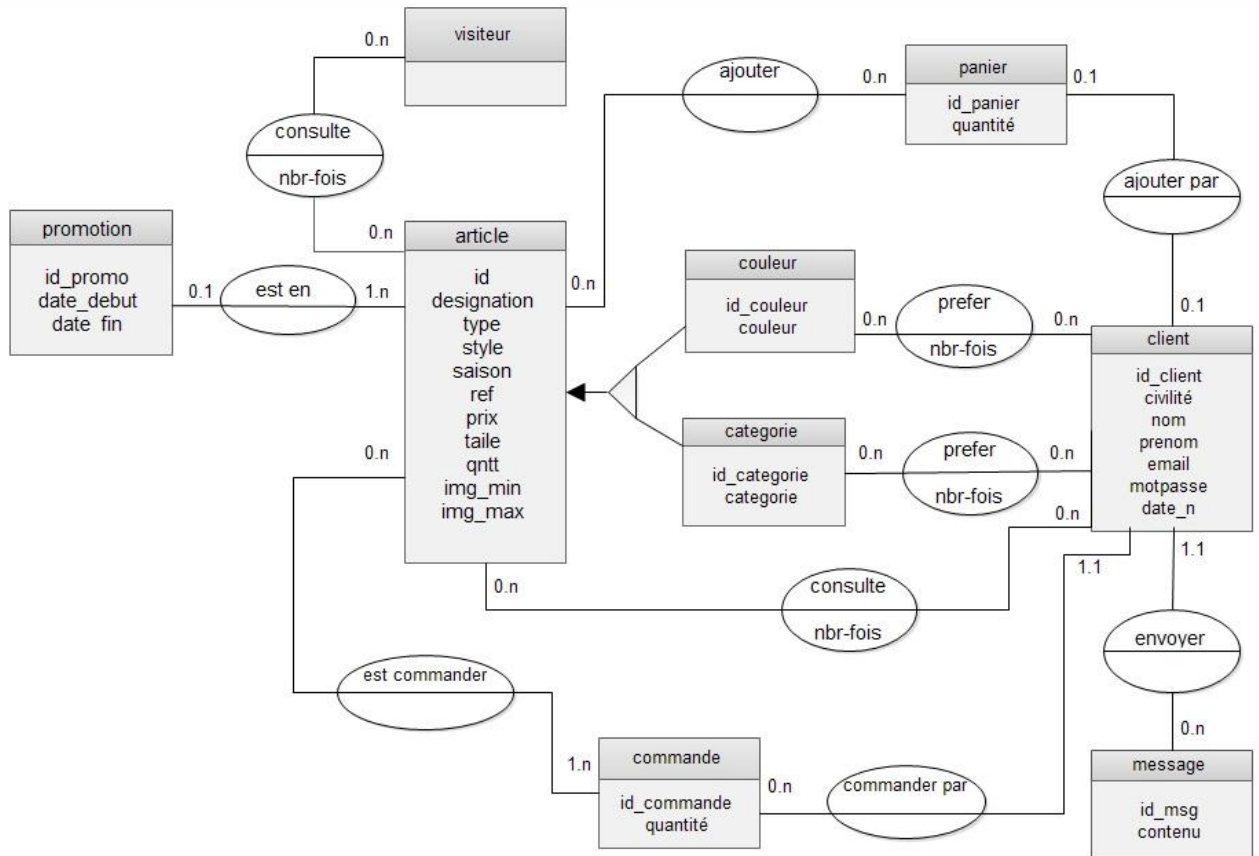 visiteur
0.n
consulte
nbr-fois
0.n
ajouter
0.n
panier
id_panier
quantité
0.1
ajouter par
0.1
promotion
id_promo
date_debut
date fin
0.1
est en
1.n
article
id
designation
type
style
saison
ref
prix
taile
qntt
img_min
img_max
0.n
couleur
id_couleur
couleur
0.n
prefer
nbr-fois
0.n
categorie
id_categorie
categorie
0.n
prefer
nbr-fois
0.n
client
id_client
civilité
nom
prenom
email
motpasse
date_n
0.n
0.n
consulte
nbr-fois
0.n
est commander
1.n
commande
id_commande
quantité
0.n
commander par
1.1
1.1
envoyer
0.n
message
id_msg
contenu